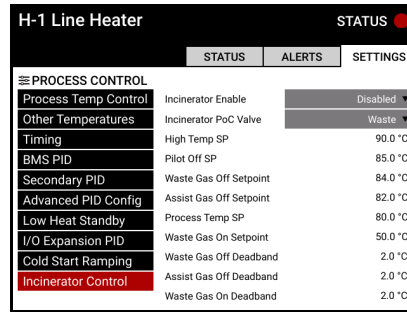 H-1 Line Heater
STATUS
STATUS ALERTS SETTINGS
PROCESS CONTROL
Process Temp Control
Other Temperatures
Timing
BMS PID
Secondary PID
Advanced PID Config
Low Heat Standby
I/O Expansion PID
Cold Start Ramping
Incinerator Control
Incinerator Enable Disabled
Incinerator PoC Valve Waste
High Temp SP 90.0 °C
Pilot Off SP 85.0 °C
Waste Gas Off Setpoint 84.0 °C
Assist Gas Off Setpoint 82.0 °C
Process Temp SP 80.0 °C
Waste Gas On Setpoint 50.0 °C
Waste Gas Off Deadband 2.0 °C
Assist Gas Off Deadband 2.0 °C
Waste Gas On Deadband 2.0 °C